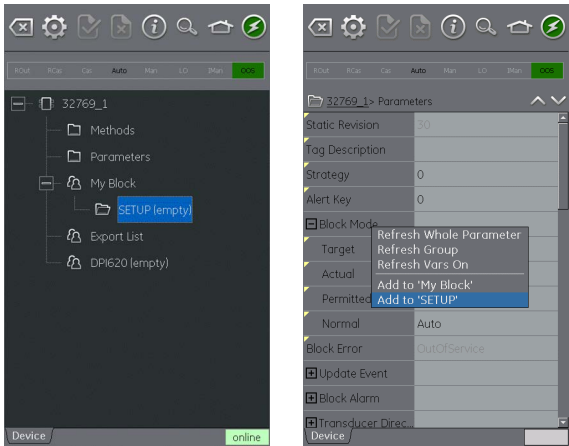 ROut RCas Cas Auto Man LO IMan OOS
32769_1
Methods
Parameters
My Block
SETUP (empty)
Export List
DPI620 (empty)
Device
online
ROut RCas Cas Auto Man LO IMan OOS
32769_1> Parameters
Static Revision 30
Tag Description
Strategy 0
Alert Key 0
Block Mode
Refresh Whole Parameter
Target Refresh Group
Refresh Vars On
Actual
Add to 'My Block'
Permitted Add to 'SETUP'
Normal Auto
Block Error OutOfService
Update Event
Block Alarm
Transducer Direc...
Device